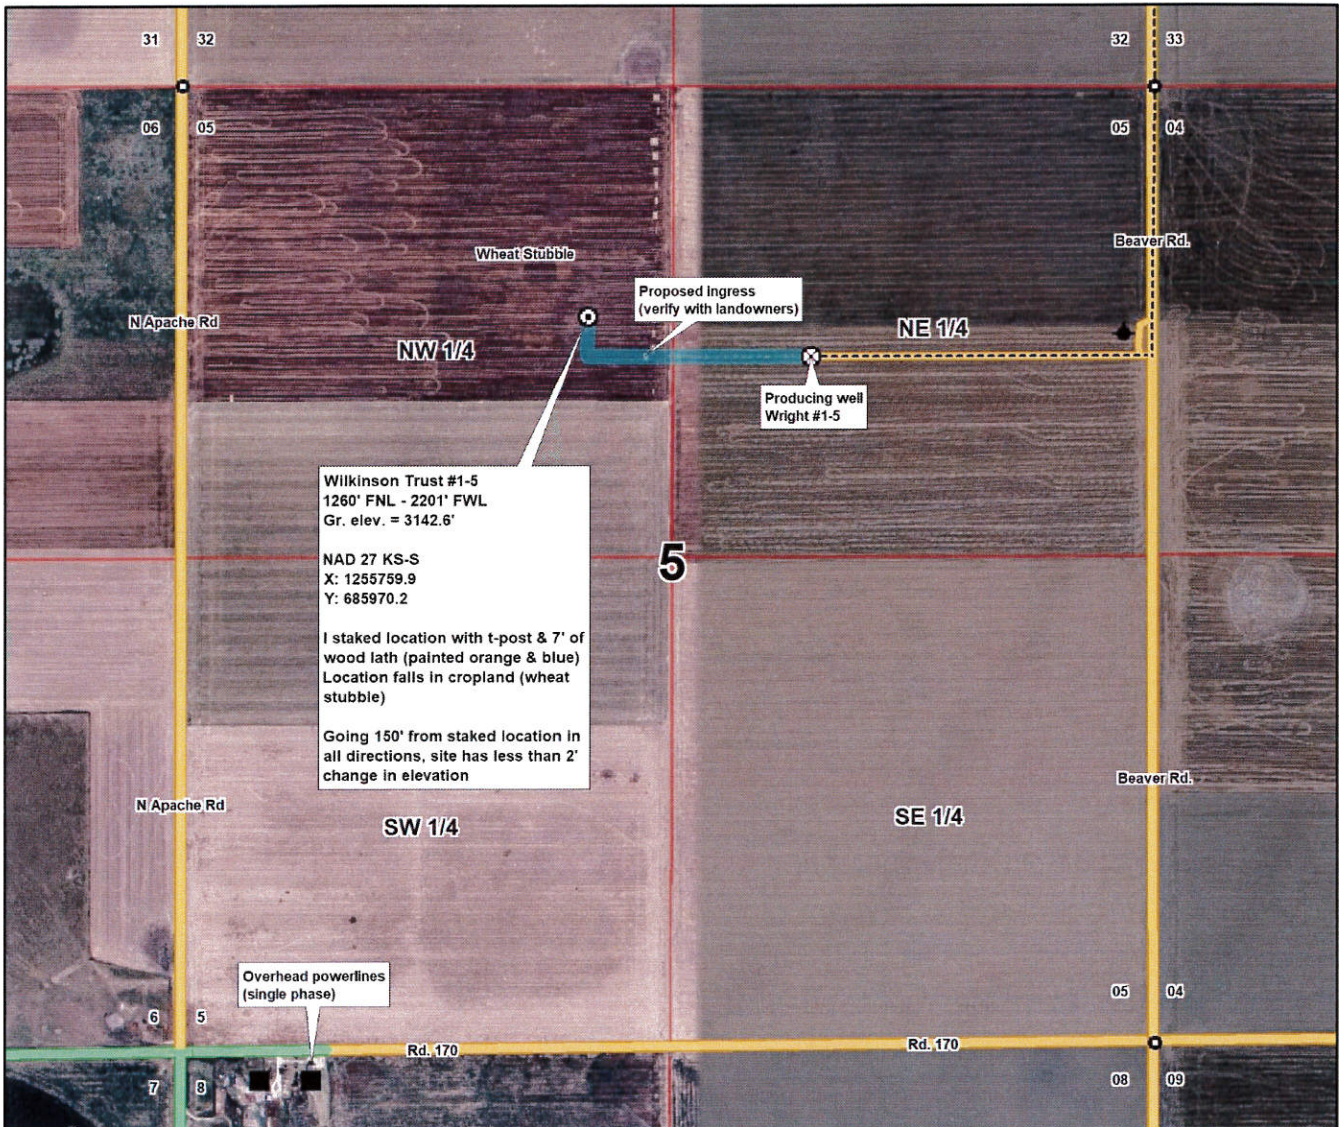 31
32
32
33
06
05
05
04
Wheat Stubble
Beaver Rd.
Proposed ingress
(verify with landowners)
N Apache Rd
NW 1/4
NE 1/4
Producing well
Wright #1-5
Wilkinson Trust #1-5
1260' FNL - 2201' FWL
Gr. elev. = 3142.6'
NAD 27 KS-S
X: 1255759.9
Y: 685970.2
I staked location with t-post & 7' of
wood lath (painted orange & blue)
Location falls in cropland (wheat
stubble)
Going 150' from staked location in
all directions, site has less than 2'
change in elevation
5
Beaver Rd.
N Apache Rd
SW 1/4
SE 1/4
Overhead powerlines
(single phase)
05
04
6
5
Rd. 170
Rd. 170
7
8
08
09